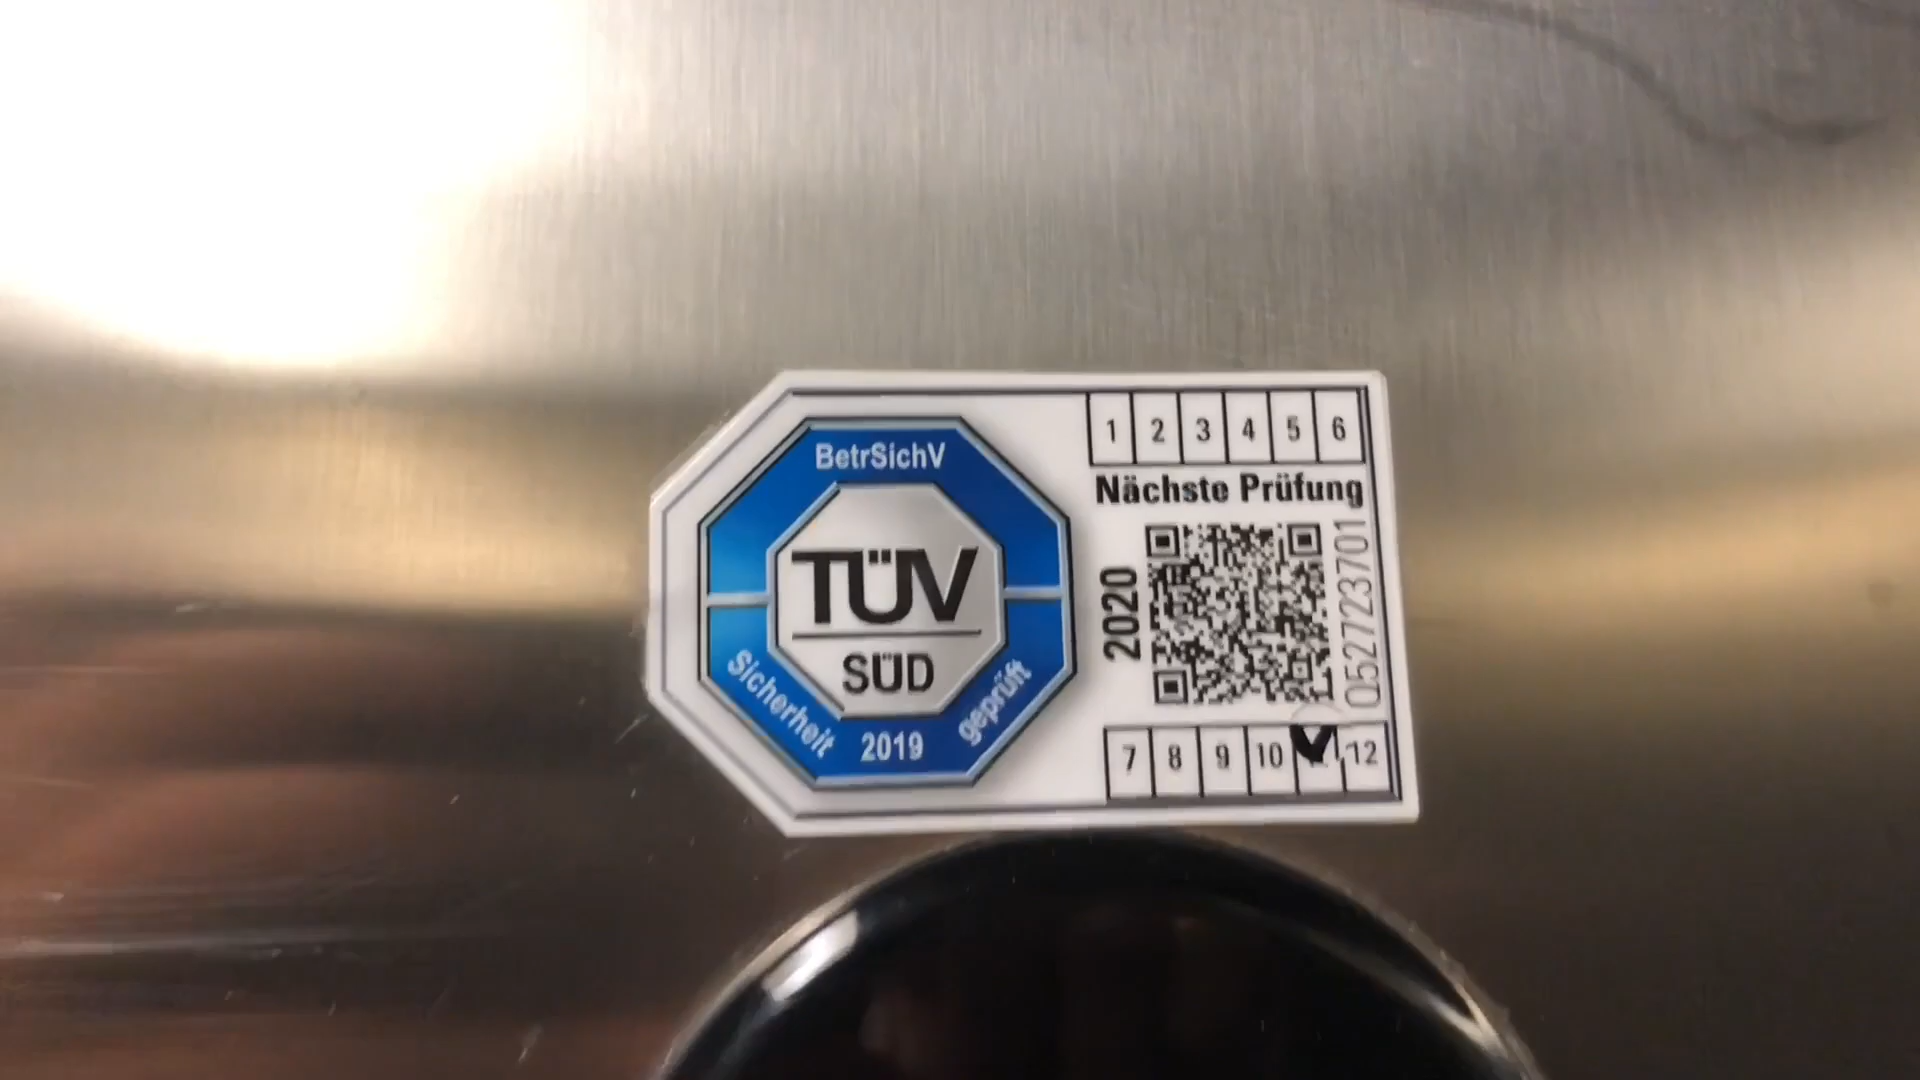 BetrSichV
TÜV
SÜD
Sicherheit
2019
geprüft
1 2 3 4 5 6
Nächste Prüfung
2020
052723701
7 8 9 10 12